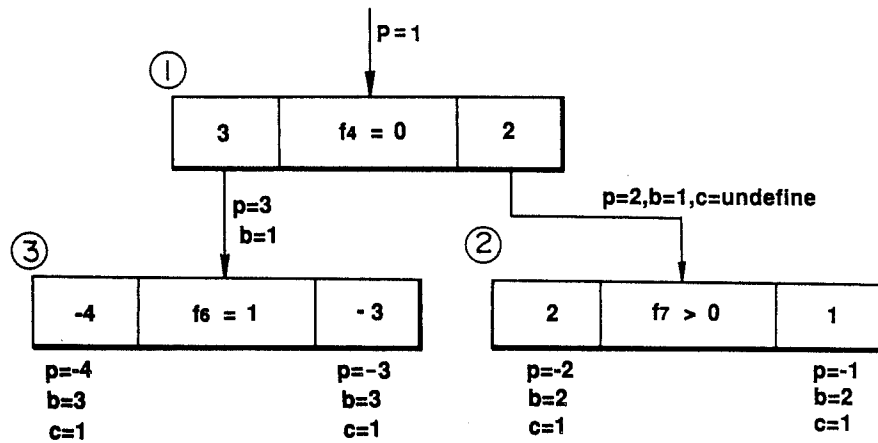 P = 1
1
3 f4 = 0 2
p=3
b=1
p=2,b=1,c=undefine
3
2
-4 f6 = 1 -3
2 f7 > 0 1
p=-4 p=-3 p=-2 p=-1
b=3 b=3 b=2 b=2
c=1 c=1 c=1 c=1